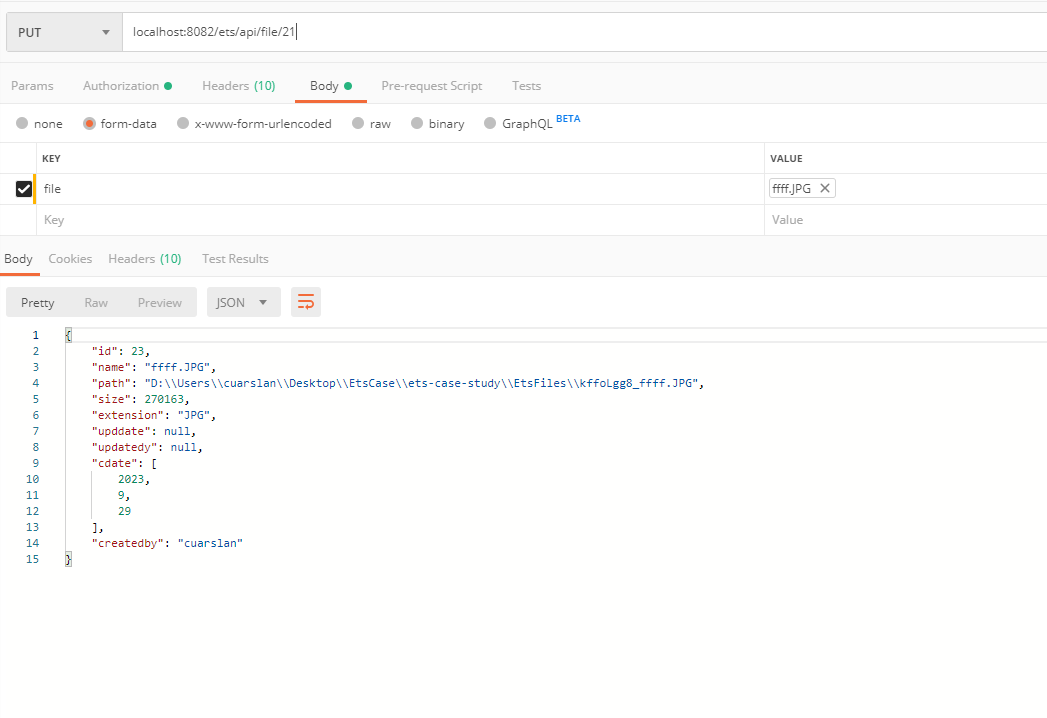 PUT localhost:8082/ets/api/file/21
Params Authorization Headers (10) Body Pre-request Script Tests
none form-data x-www-form-urlencoded raw binary GraphQL BETA
KEY VALUE
file ffff.JPG
Key Value
Body Cookies Headers (10) Test Results
Pretty Raw Preview JSON
1 {
2 "id": 23,
3 "name": "ffff.JPG",
4 "path": "D:\\Users\\cuarslan\\Desktop\\EtsCase\\ets-case-study\\EtsFiles\\kffoLgg8_ffff.JPG",
5 "size": 270163,
6 "extension": "JPG",
7 "upddate": null,
8 "updatedy": null,
9 "cdate": [
10 2023,
11 9,
12 29
13 ],
14 "createdby": "cuarslan"
15 }